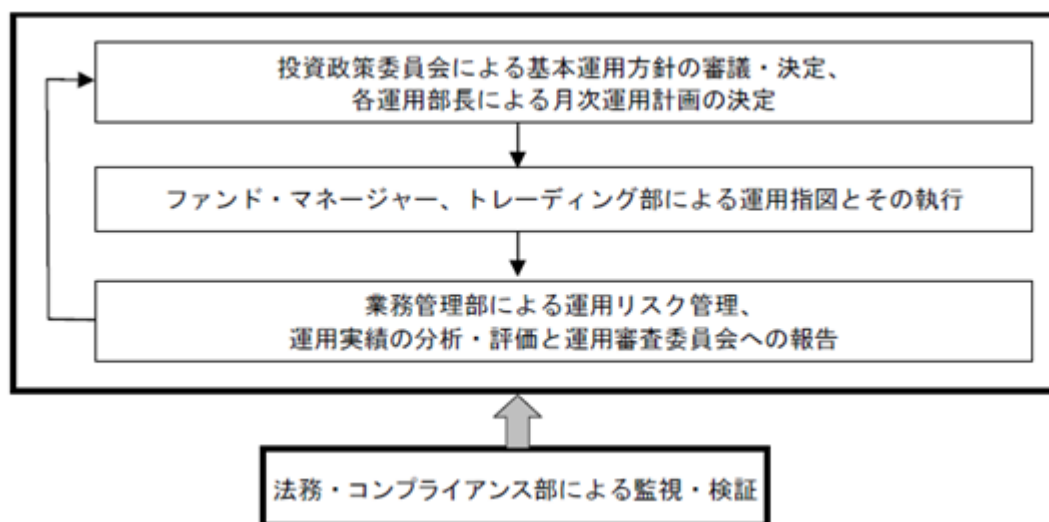 投資政策委員会による基本運用方針の審議・決定、
各運用部長による月次運用計画の決定
ファンド・マネージャー、トレーディング部による運用指図とその執行
業務管理部による運用リスク管理、
運用実績の分析・評価と運用審査委員会への報告
法務・コンプライアンス部による監視・検証